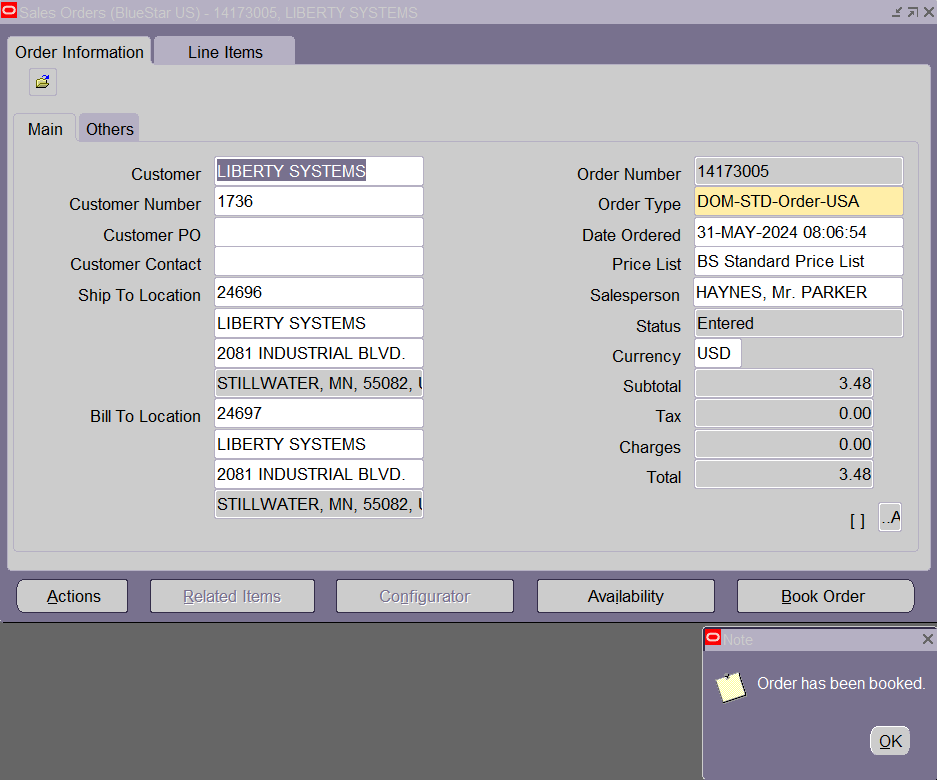 Sales Orders (BlueStar US) - 14173005, LIBERTY SYSTEMS
Order Information
Line Items
Main
Others
Customer LIBERTY SYSTEMS
Customer Number 1736
Customer PO
Customer Contact
Ship To Location 24696
LIBERTY SYSTEMS
2081 INDUSTRIAL BLVD.
STILLWATER, MN, 55082, U
Bill To Location 24697
LIBERTY SYSTEMS
2081 INDUSTRIAL BLVD.
STILLWATER, MN, 55082, U
Order Number 14173005
Order Type DOM-STD-Order-USA
Date Ordered 31-MAY-2024 08:06:54
Price List BS Standard Price List
Salesperson HAYNES, Mr. PARKER
Status Entered
Currency USD
Subtotal 3.48
Tax 0.00
Charges 0.00
Total 3.48
[ ] ..A
Actions
Related Items
Configurator
Availability
Book Order
Note
Order has been booked.
OK